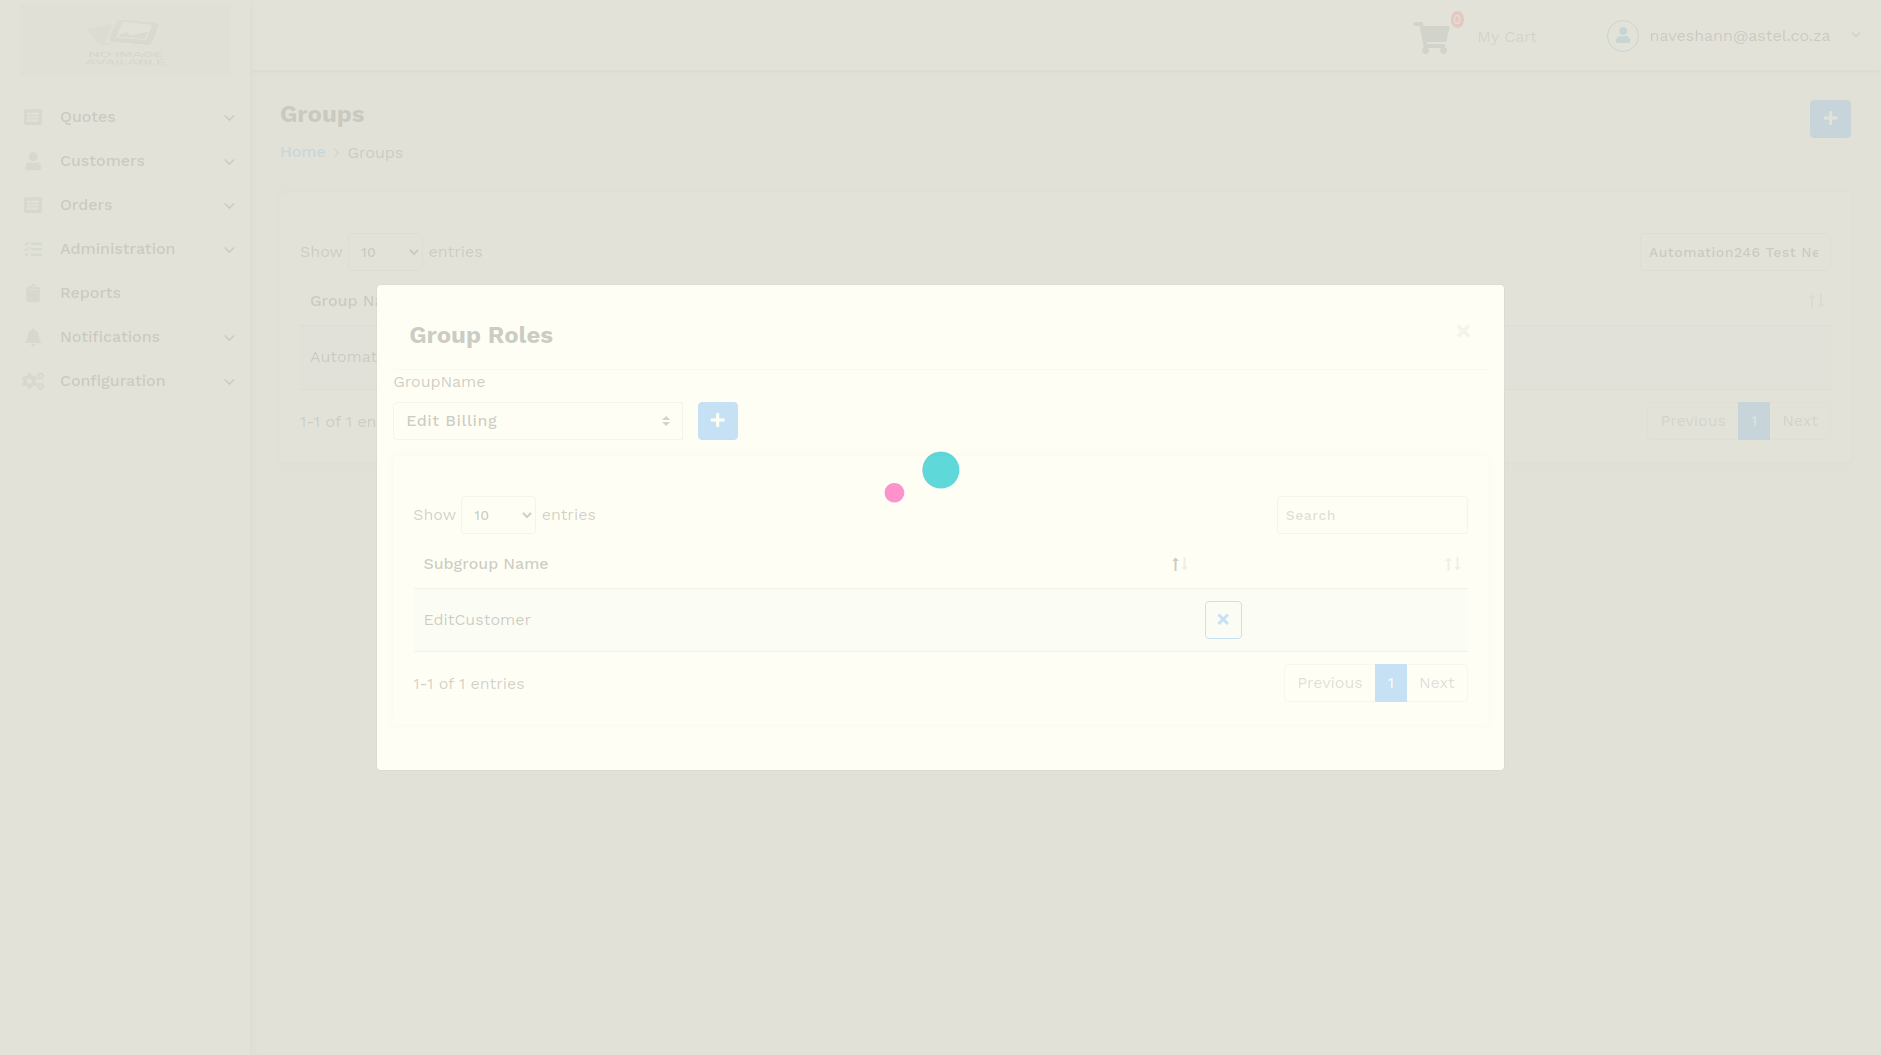 NO IMAGE
AVAILABLE
0
My Cart
naveshann@astel.co.za
Quotes
Customers
Orders
Administration
Reports
Notifications
Configuration
Groups
Home > Groups
Show 10 entries
Automation246 Test Ne
Group Na
Automat
1-1 of 1 en
Previous 1 Next
Group Roles
GroupName
Edit Billing
Show 10 entries
Search
Subgroup Name
EditCustomer
1-1 of 1 entries
Previous 1 Next